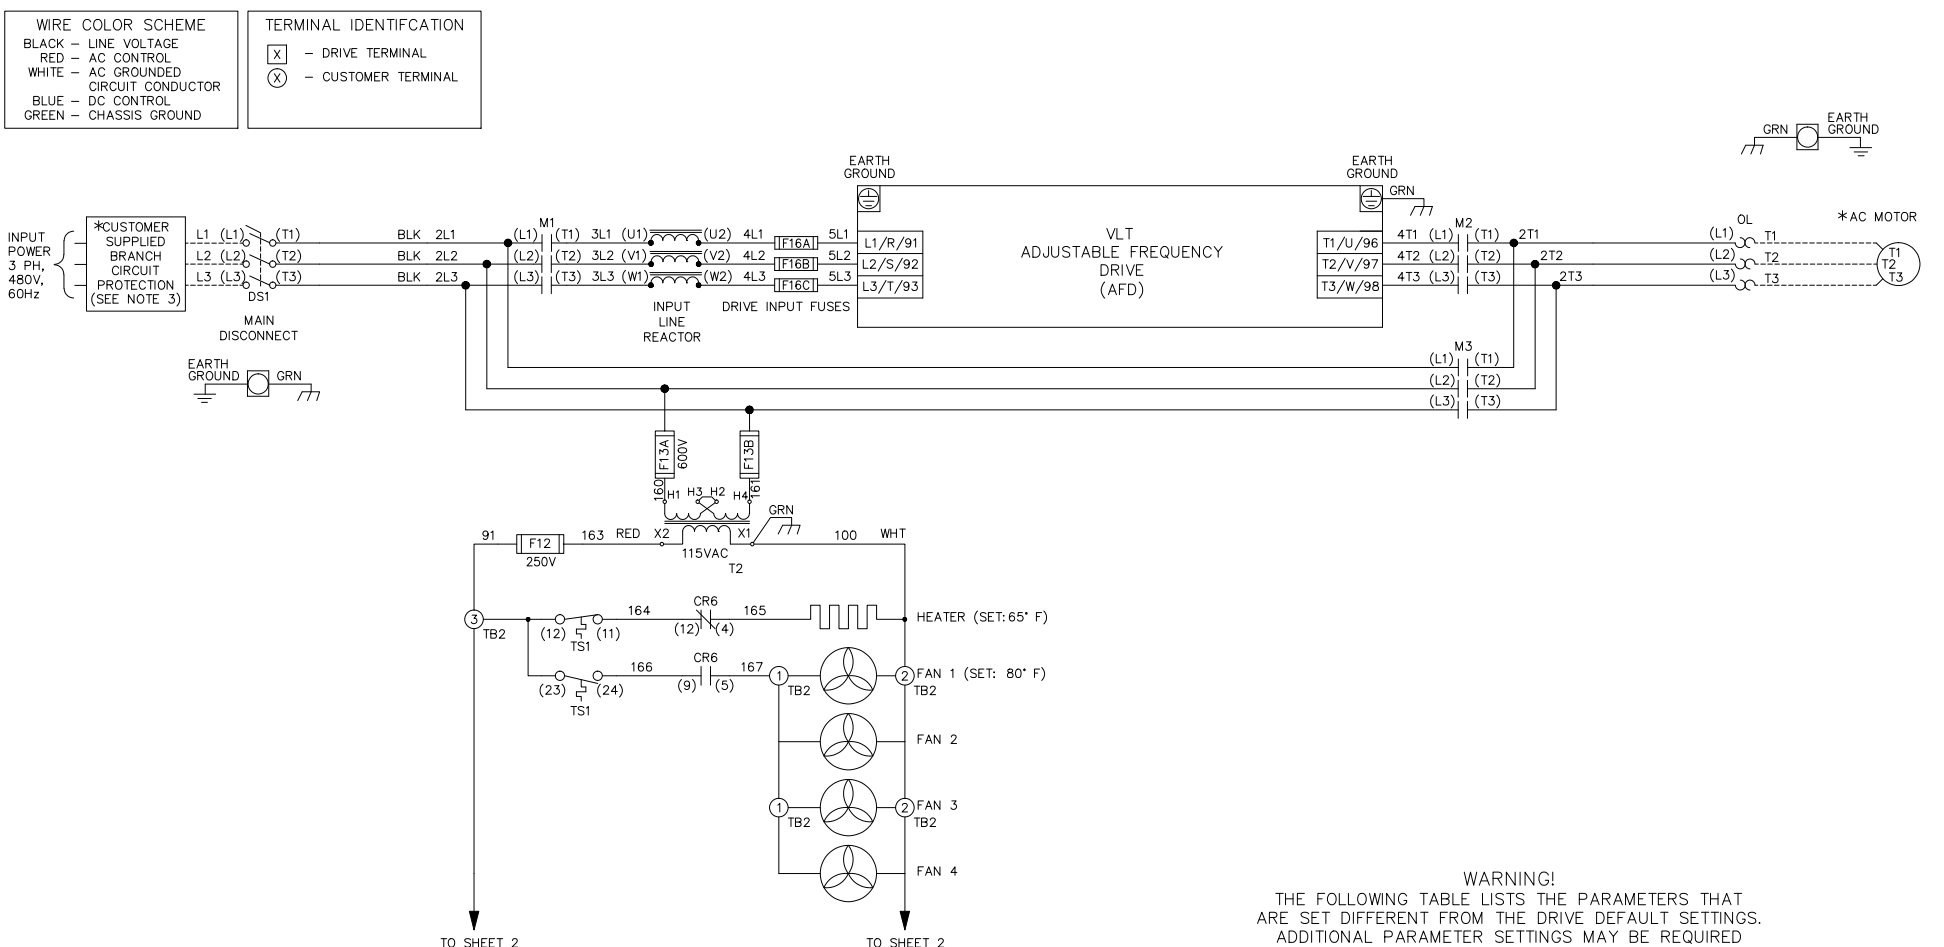 WIRE COLOR SCHEME
BLACK – LINE VOLTAGE
RED – AC CONTROL
WHITE – AC GROUNDED
CIRCUIT CONDUCTOR
BLUE – DC CONTROL
GREEN – CHASSIS GROUND
TERMINAL IDENTIFCATION
X – DRIVE TERMINAL
X – CUSTOMER TERMINAL
GRN EARTH
GROUND
EARTH
GROUND
EARTH
GROUND
GRN
INPUT
POWER
3 PH,
480V,
60Hz
*CUSTOMER
SUPPLIED
BRANCH
CIRCUIT
PROTECTION
(SEE NOTE 3)
L1 (L1) (T1) BLK 2L1 (L1) M1 (T1) 3L1 (U1) (U2) 4L1 F16A 5L1 L1/R/91
L2 (L2) (T2) BLK 2L2 (L2) (T2) 3L2 (V1) (V2) 4L2 F16B 5L2 L2/S/92
L3 (L3) (T3) BLK 2L3 (L3) (T3) 3L3 (W1) (W2) 4L3 F16C 5L3 L3/T/93
DS1
MAIN
DISCONNECT
INPUT
LINE
REACTOR
DRIVE INPUT FUSES
VLT
ADJUSTABLE FREQUENCY
DRIVE
(AFD)
T1/U/96 4T1 (L1) M2 (T1) 2T1 (L1) OL T1
T2/V/97 4T2 (L2) (T2) 2T2 (L2) T2
T3/W/98 4T3 (L3) (T3) 2T3 (L3) T3
*AC MOTOR
T1
T2
T3
EARTH
GROUND GRN
M3
(L1) (T1)
(L2) (T2)
(L3) (T3)
F13A
600V
F13B
160
161
H1 H3 H2 H4
GRN
91 F12 163 RED X2 X1 100 WHT
250V
115VAC
T2
3 TB2
(12) (11)
TS1
164
CR6
(12) (4)
165
HEATER (SET:65° F)
(23) (24)
TS1
166
CR6
(9) (5)
167
1 TB2
2 TB2
FAN 1 (SET: 80° F)
FAN 2
1 TB2
2 TB2
FAN 3
FAN 4
TO SHEET 2
TO SHEET 2
WARNING!
THE FOLLOWING TABLE LISTS THE PARAMETERS THAT
ARE SET DIFFERENT FROM THE DRIVE DEFAULT SETTINGS.
ADDITIONAL PARAMETER SETTINGS MAY BE REQUIRED